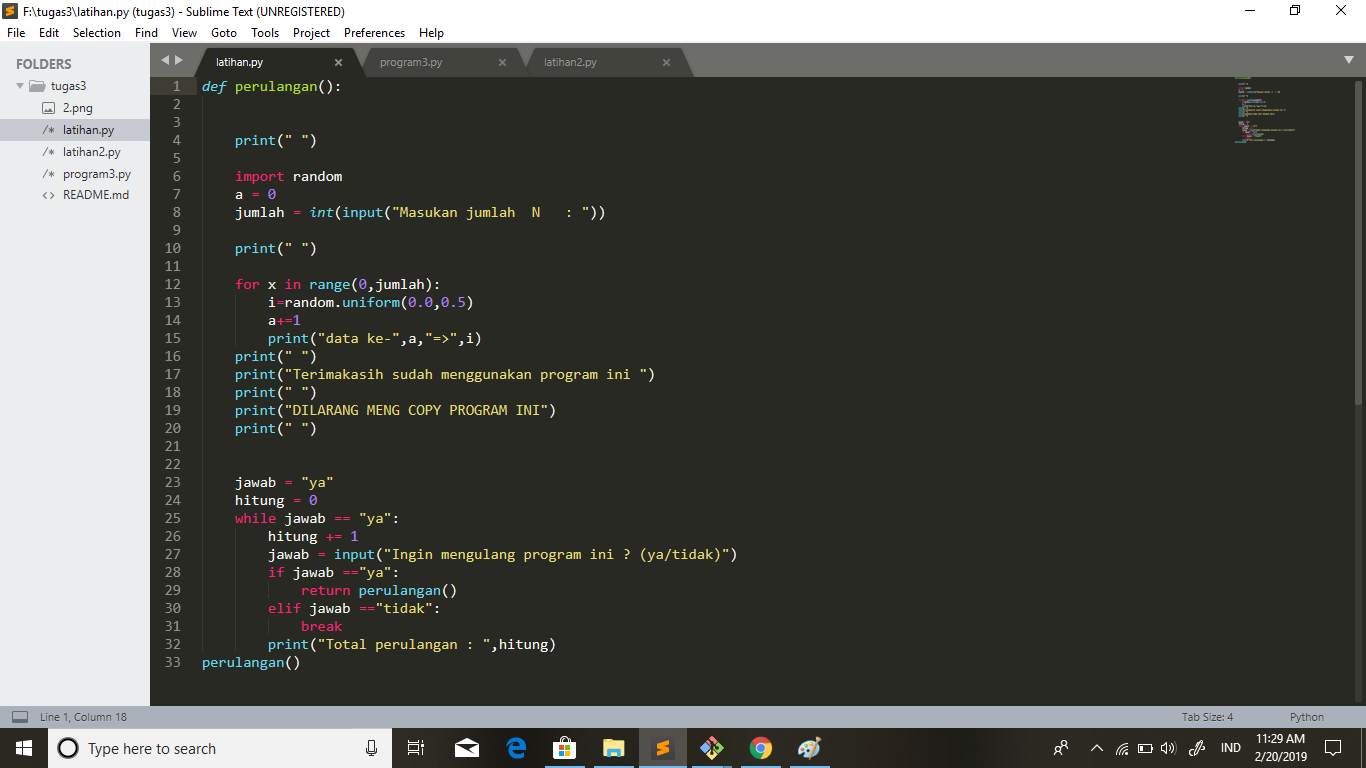 F:\tugas3\latihan.py (tugas3) - Sublime Text (UNREGISTERED)
File Edit Selection Find View Goto Tools Project Preferences Help
FOLDERS
tugas3
2.png
latihan.py
latihan2.py
program3.py
README.md
latihan.py program3.py latihan2.py
1 def perulangan():
2
3
4     print(" ")
5
6     import random
7     a = 0
8     jumlah = int(input("Masukan jumlah  N   : "))
9
10     print(" ")
11
12     for x in range(0,jumlah):
13         i=random.uniform(0.0,0.5)
14         a+=1
15         print("data ke-",a,"=>",i)
16     print(" ")
17     print("Terimakasih sudah menggunakan program ini ")
18     print(" ")
19     print("DILARANG MENG COPY PROGRAM INI")
20     print(" ")
21
22
23     jawab = "ya"
24     hitung = 0
25     while jawab == "ya":
26         hitung += 1
27         jawab = input("Ingin mengulang program ini ? (ya/tidak)")
28         if jawab =="ya":
29             return perulangan()
30         elif jawab =="tidak":
31             break
32         print("Total perulangan : ",hitung)
33 perulangan()
Line 1, Column 18 Tab Size: 4 Python
Type here to search
IND
11:29 AM
2/20/2019